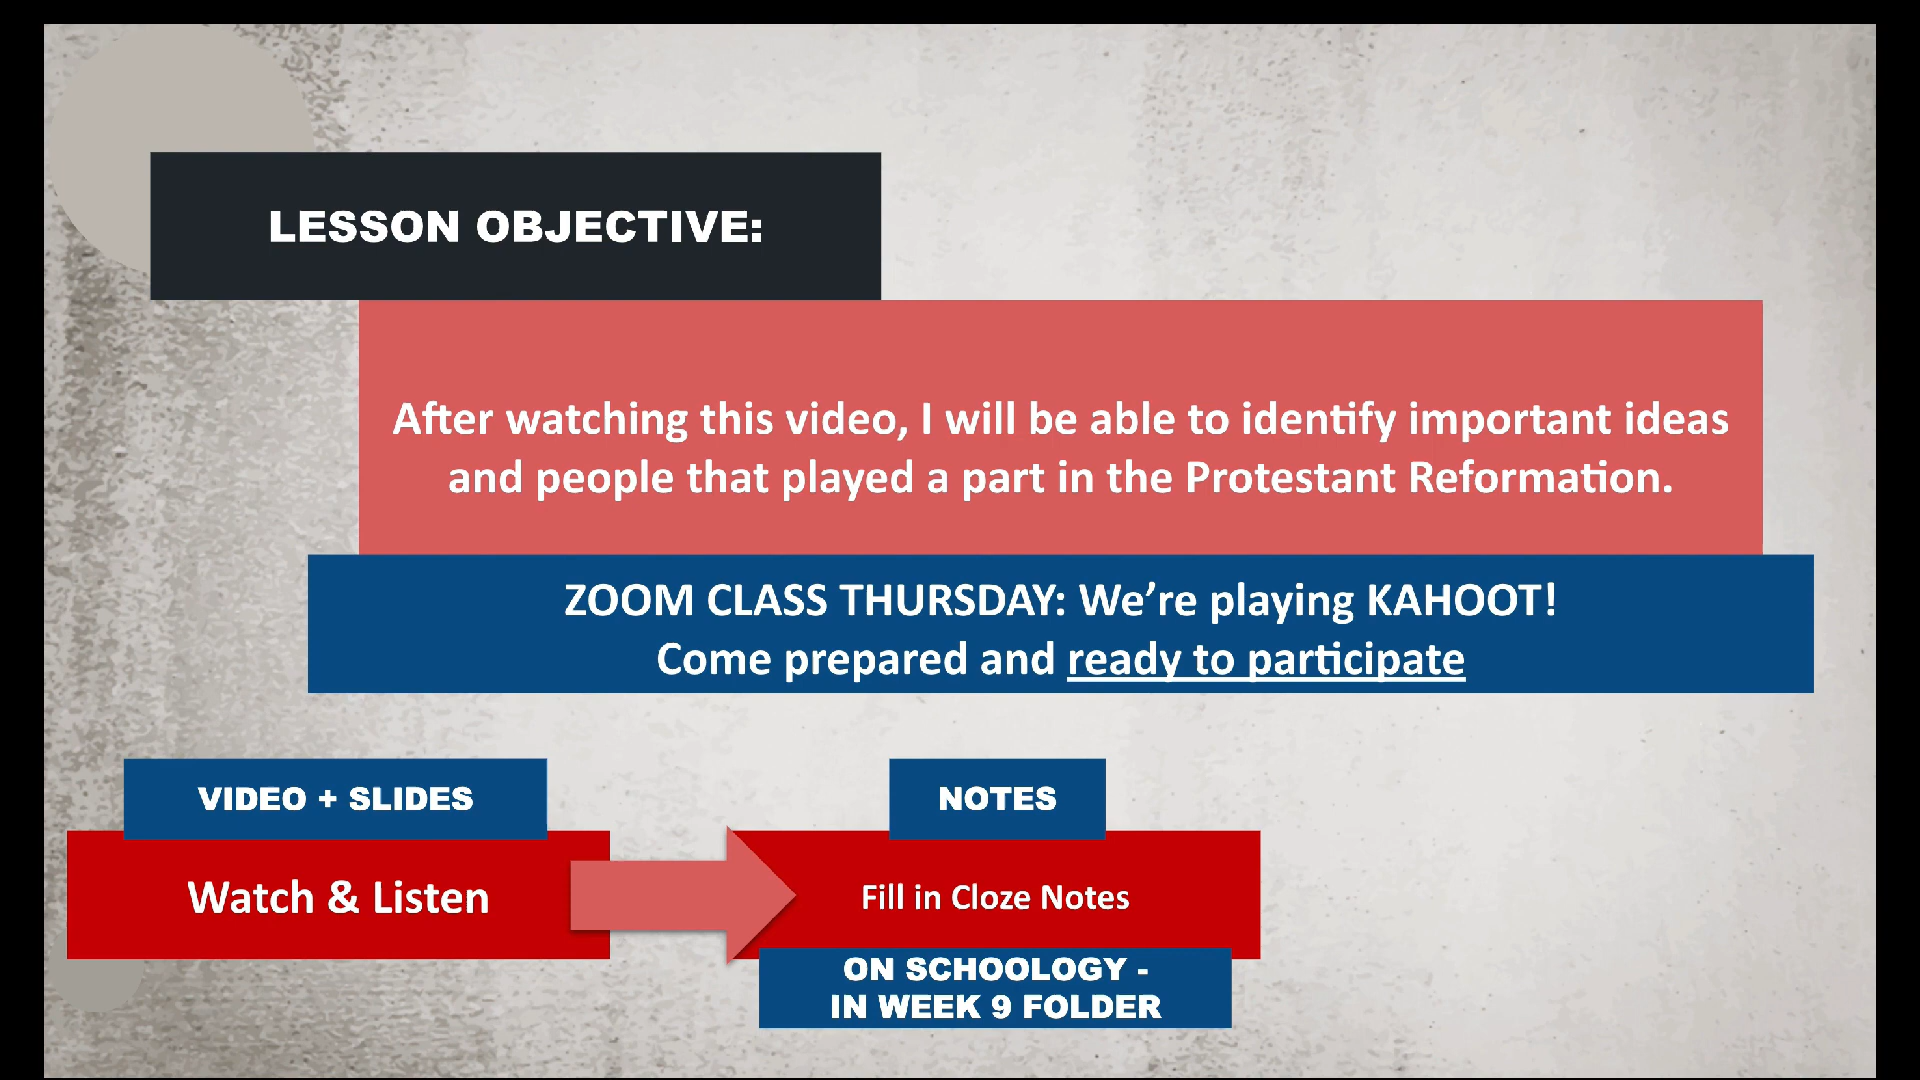 LESSON OBJECTIVE:
After watching this video, I will be able to identify important ideas
and people that played a part in the Protestant Reformation.
ZOOM CLASS THURSDAY: We’re playing KAHOOT!
Come prepared and ready to participate
VIDEO + SLIDES
Watch & Listen
NOTES
Fill in Cloze Notes
ON SCHOOLOGY -
IN WEEK 9 FOLDER